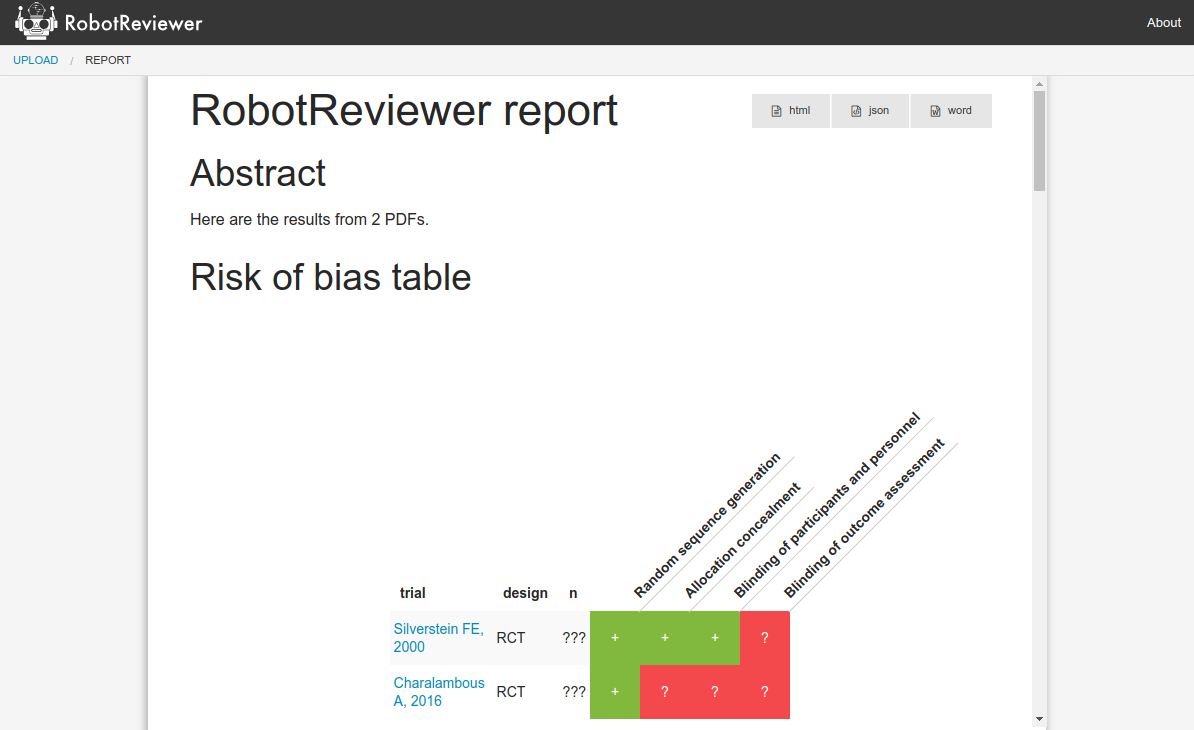 RobotReviewer
About
UPLOAD / REPORT
RobotReviewer report
html
json
word
Abstract
Here are the results from 2 PDFs.
Risk of bias table
trial
design
n
Random sequence generation
Allocation concealment
Blinding of participants and personnel
Blinding of outcome assessment
Silverstein FE,
2000
RCT
???
+
+
+
?
Charalambous
A, 2016
RCT
???
+
?
?
?